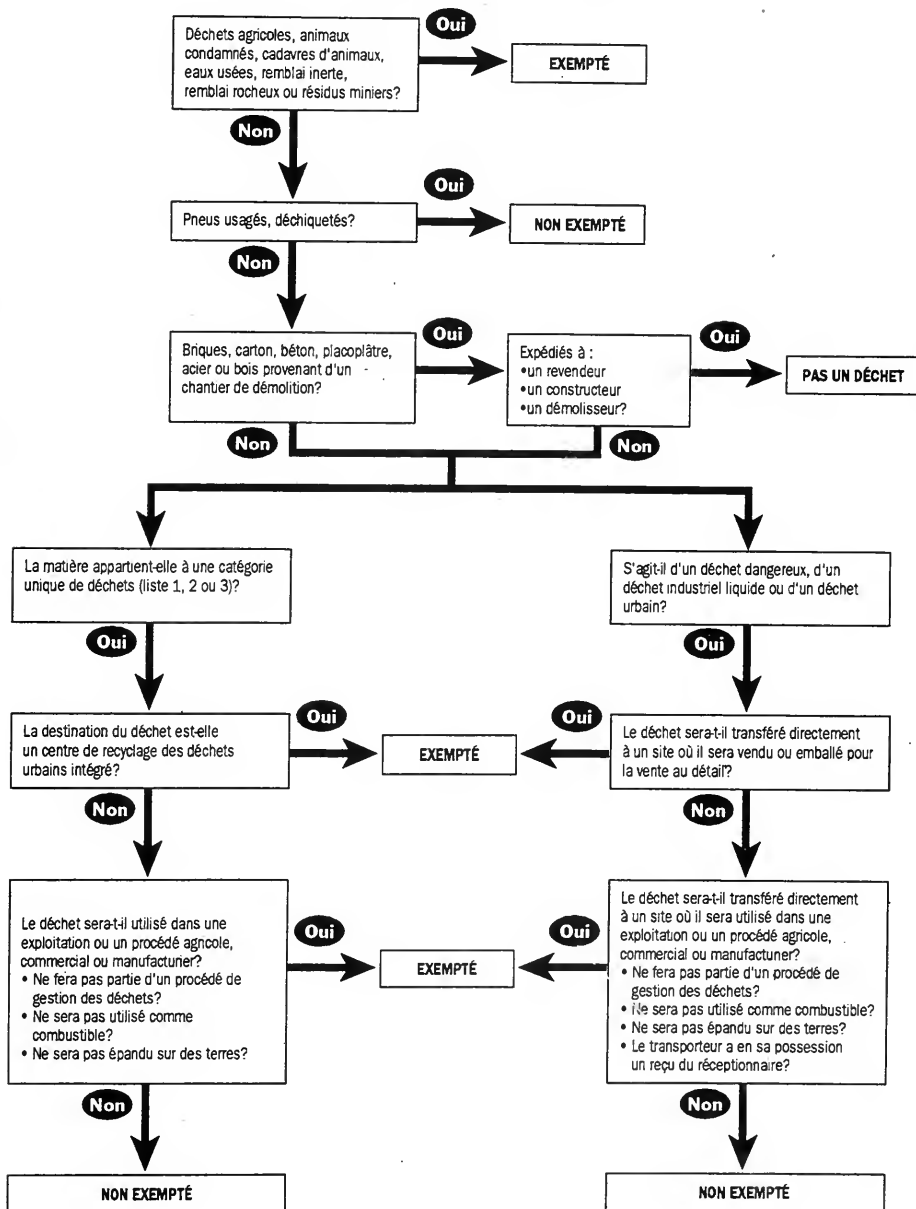 Oui
Déchets agricoles, animaux
condamnés, cadavres d'animaux,
eaux usées, remblai inerte,
remblai rocheux ou résidus miniers?
EXEMPTÉ
Non
Oui
Pneus usagés, déchiquetés?
NON EXEMPTÉ
Non
Oui
Oui
Briques, carton, béton, placoplâtre,
acier ou bois provenant d'un
chantier de démolition?
Expédiés à :
•un revendeur
•un constructeur
•un démolisseur?
PAS UN DÉCHET
Non
Non
La matière appartient-elle à une catégorie
unique de déchets (liste 1, 2 ou 3)?
S'agit-il d'un déchet dangereux, d'un
déchet industriel liquide ou d'un déchet
urbain?
Oui
Oui
La destination du déchet est-elle
un centre de recyclage des déchets
urbains intégré?
Oui
EXEMPTÉ
Oui
Le déchet sera-t-il transféré directement
à un site où il sera vendu ou emballé pour
la vente au détail?
Non
Non
Le déchet sera-t-il utilisé dans une
exploitation ou un procédé agricole,
commercial ou manufacturier?
• Ne fera pas partie d'un procédé de
gestion des déchets?
• Ne sera pas utilisé comme
combustible?
• Ne sera pas épandu sur des terres?
Oui
EXEMPTÉ
Oui
Le déchet sera-t-il transféré directement
à un site où il sera utilisé dans une
exploitation ou un procédé agricole,
commercial ou manufacturier?
• Ne fera pas partie d'un procédé de
gestion des déchets?
• Ne sera pas utilisé comme combustible?
• Ne sera pas épandu sur des terres?
• Le transporteur a en sa possession
un reçu du réceptionnaire?
Non
Non
NON EXEMPTÉ
NON EXEMPTÉ